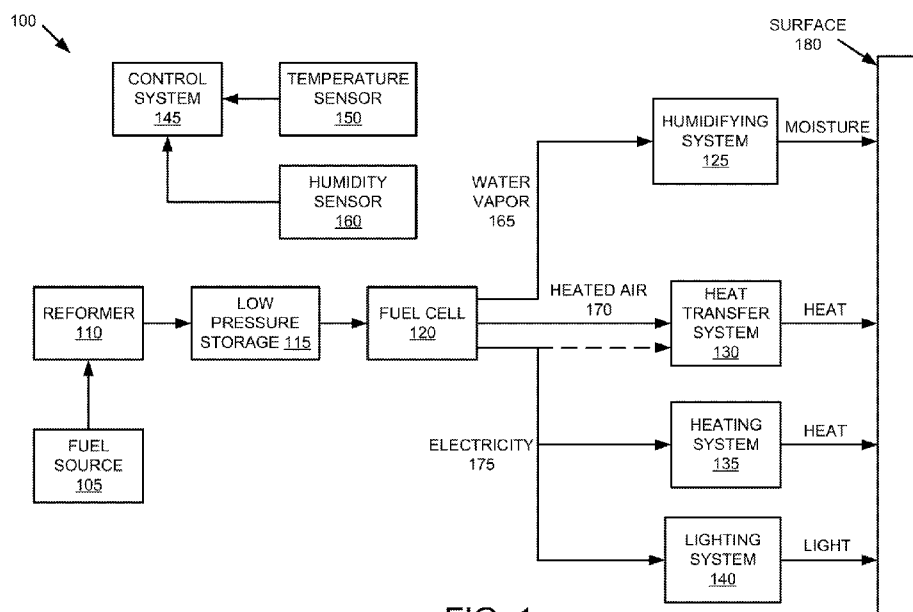 100
SURFACE
180
CONTROL
SYSTEM
145
TEMPERATURE
SENSOR
150
HUMIDITY
SENSOR
160
HUMIDIFYING
SYSTEM
125
MOISTURE
WATER
VAPOR
165
REFORMER
110
LOW
PRESSURE
STORAGE 115
FUEL CELL
120
HEATED AIR
170
HEAT
TRANSFER
SYSTEM
130
HEAT
FUEL
SOURCE
105
ELECTRICITY
175
HEATING
SYSTEM
135
HEAT
LIGHTING
SYSTEM
140
LIGHT
FIG. 1